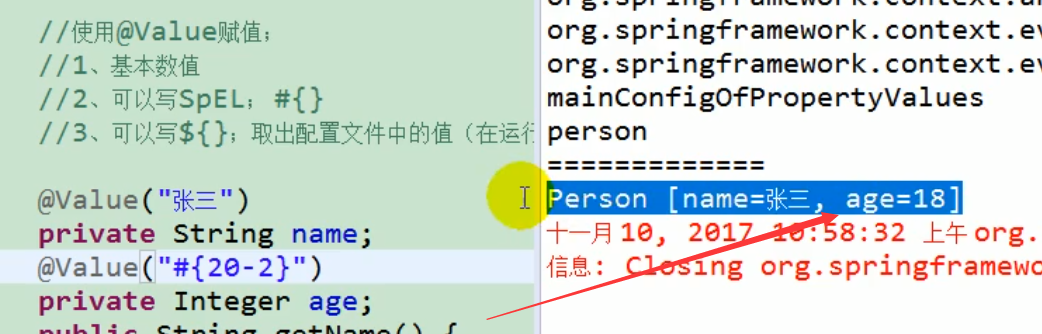 //使用@Value赋值；
//1、基本数值
//2、可以写SpEL； #{}
//3、可以写${}；取出配置文件中的值（在运行
@Value("张三")
private String name;
@Value("#{20-2}")
private Integer age;
public String getName() {
org.springframework.context.an
org.springframework.context.ev
org.springframework.context.ev
mainConfigOfPropertyValues
person
=============
Person [name=张三, age=18]
十一月 10, 2017 10:58:32 上午 org.
信息: Closing org.springframewo